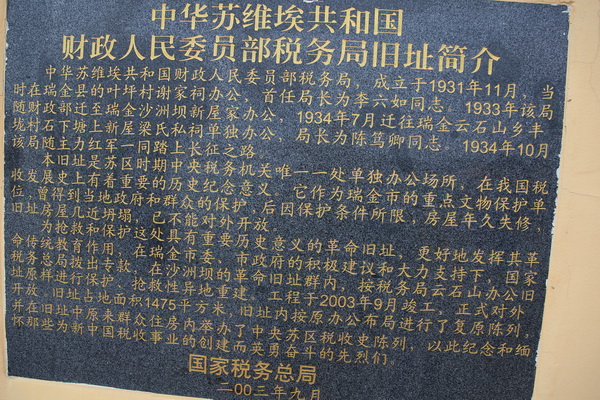 中华苏维埃共和国
财政人民委员部税务局旧址简介
中华苏维埃共和国财政人民委员部税务局，成立于1931年11月，当
时在瑞金县的叶坪村谢家祠办公，首任局长为李六如同志。1933年该局
随财政部迁至瑞金沙洲坝新屋家办公，1934年7月迁往瑞金云石山乡丰
垅村石下塘上新屋梁氏私祠单独办公，局长为陈笃卿同志。1934年10月
该局随主力红军一同踏上长征之路。
本旧址是苏区时期中央税务机关唯一一处单独办公场所，在我国税
收发展史上有着重要的历史纪念意义。它作为瑞金市的重点文物保护单
位，曾得到当地政府和群众的保护，后因保护条件所限，房屋年久失修、
旧址房屋几近坍塌，已不能对外开放。
为抢救和保护这处具有重要历史意义的革命旧址，更好地发挥其革
命传统教育作用，在瑞金市委、市政府的积极建议和大力支持下，国家
税务总局拨出专款，在沙洲坝的革命旧址群内，按税务局云石山办公旧
址原样进行保护、抢救性异地重建。工程于2003年9月竣工，正式对外
开放。旧址占地面积1475平方米，旧址内按原办公布局进行了复原陈列，
并在旧址中原来群众住房内举办了中央苏区税收史陈列，以此纪念和缅
怀那些为新中国税收事业的创建而英勇奋斗的先烈们。
国家税务总局
二00三年九月